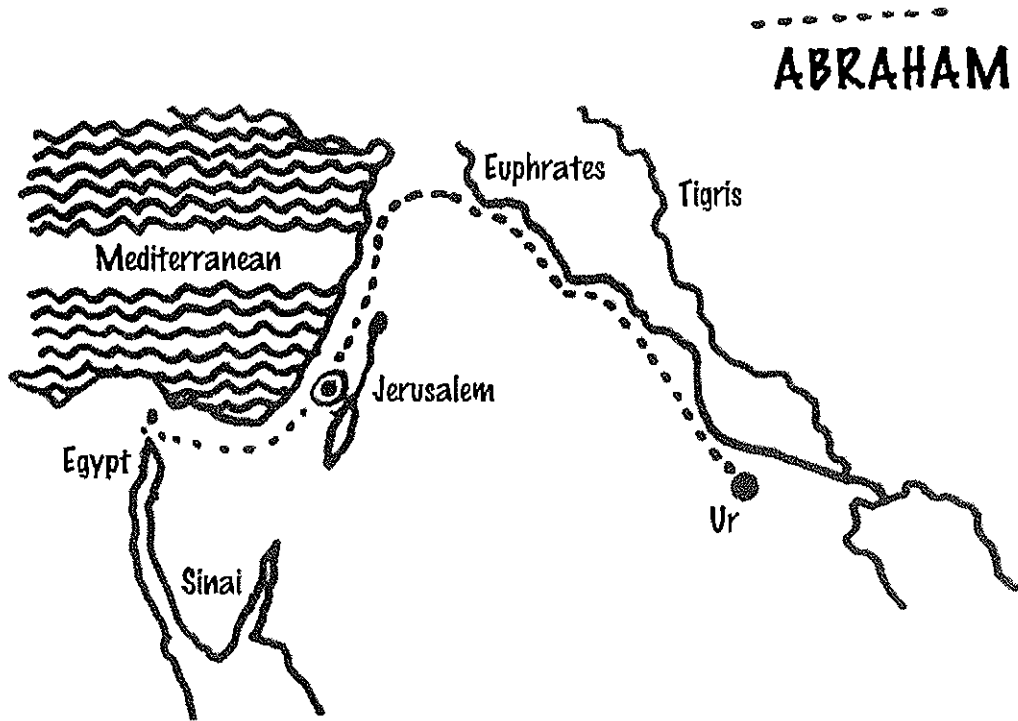 ABRAHAM
Euphrates
Tigris
Mediterranean
Jerusalem
Egypt
Ur
Sinai